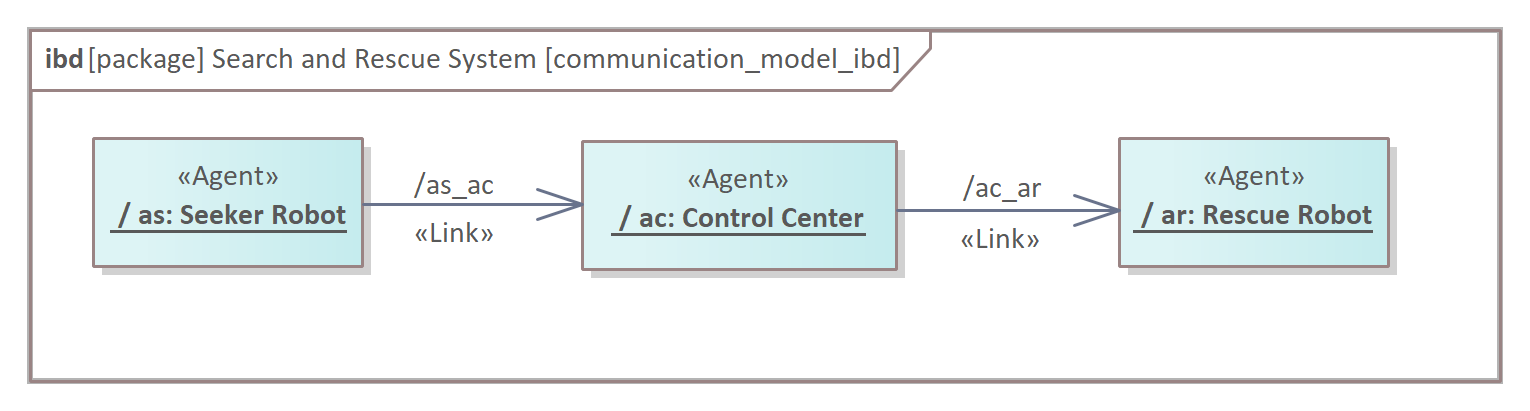 ibd [package] Search and Rescue System [communication_model_ibd]
«Agent»
/ as: Seeker Robot
/as_ac
«Link»
«Agent»
/ ac: Control Center
/ac_ar
«Link»
«Agent»
/ ar: Rescue Robot